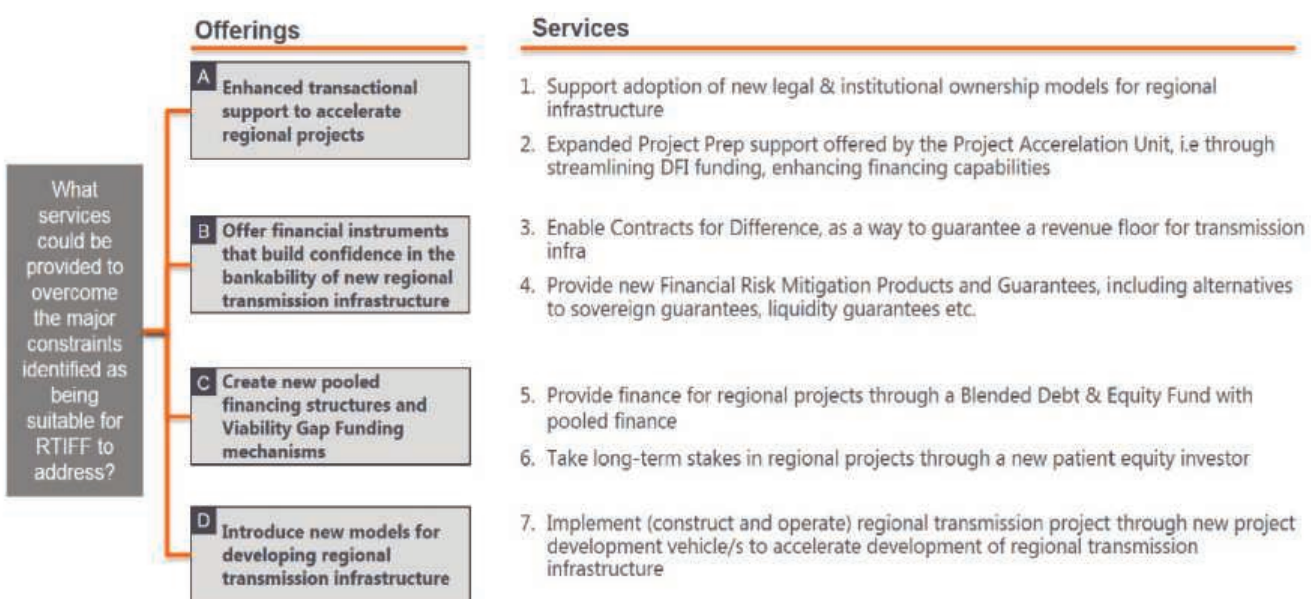 Offerings
Services
What
services
could be
provided to
overcome
the major
constraints
identified as
being
suitable for
RTIFF to
address?
A
Enhanced transactional
support to accelerate
regional projects
1. Support adoption of new legal & institutional ownership models for regional
infrastructure
2. Expanded Project Prep support offered by the Project Accerelation Unit, i.e through
streamlining DFI funding, enhancing financing capabilities
B
Offer financial instruments
that build confidence in the
bankability of new regional
transmission infrastructure
3. Enable Contracts for Difference, as a way to guarantee a revenue floor for transmission
infra
4. Provide new Financial Risk Mitigation Products and Guarantees, including alternatives
to sovereign guarantees, liquidity guarantees etc.
C
Create new pooled
financing structures and
Viability Gap Funding
mechanisms
5. Provide finance for regional projects through a Blended Debt & Equity Fund with
pooled finance
6. Take long-term stakes in regional projects through a new patient equity investor
D
Introduce new models for
developing regional
transmission infrastructure
7. Implement (construct and operate) regional transmission project through new project
development vehicle/s to accelerate development of regional transmission
infrastructure